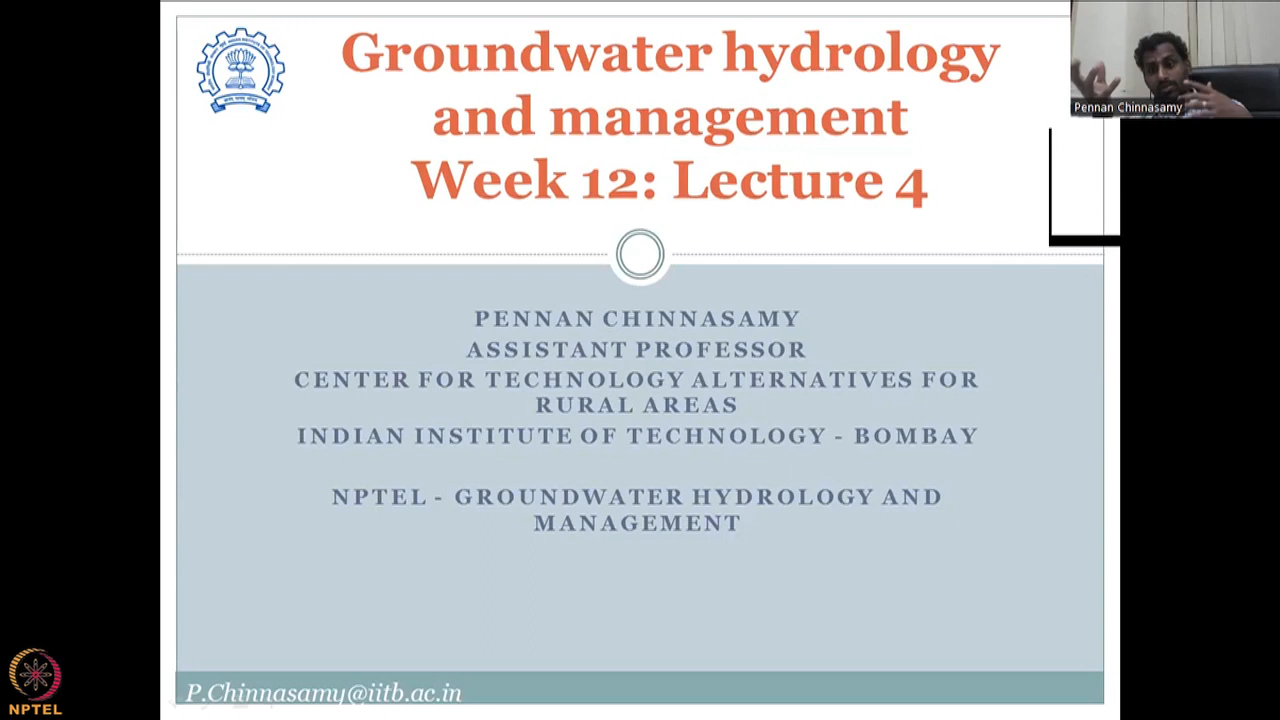 Groundwater hydrology
and management
Week 12: Lecture 4
Pennan Chinnasamy
PENNAN CHINNASAMY
ASSISTANT PROFESSOR
CENTER FOR TECHNOLOGY ALTERNATIVES FOR
RURAL AREAS
INDIAN INSTITUTE OF TECHNOLOGY - BOMBAY
NPTEL - GROUNDWATER HYDROLOGY AND
MANAGEMENT
P.Chinnasamy@iitb.ac.in
NPTEL